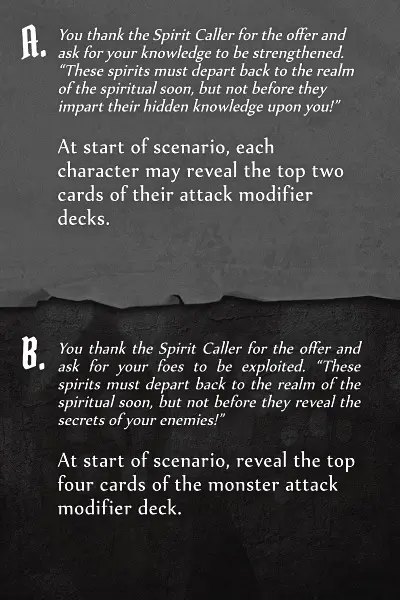 A. You thank the Spirit Caller for the offer and
ask for your knowledge to be strengthened.
“These spirits must depart back to the realm
of the spiritual soon, but not before they
impart their hidden knowledge upon you!”
At start of scenario, each
character may reveal the top two
cards of their attack modifier
decks.
B. You thank the Spirit Caller for the offer and
ask for your foes to be exploited. “These
spirits must depart back to the realm of the
spiritual soon, but not before they reveal the
secrets of your enemies!”
At start of scenario, reveal the top
four cards of the monster attack
modifier deck.